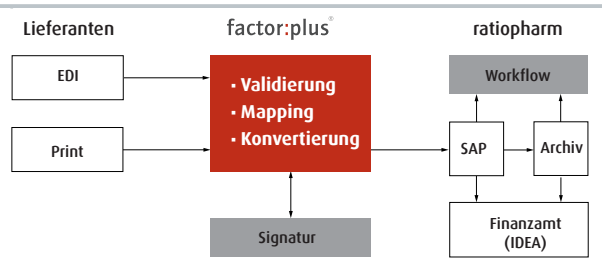 Lieferanten
factor:plus®
ratiopharm
EDI
Print
· Validierung
· Mapping
· Konvertierung
Signatur
Workflow
SAP
Archiv
Finanzamt
(IDEA)